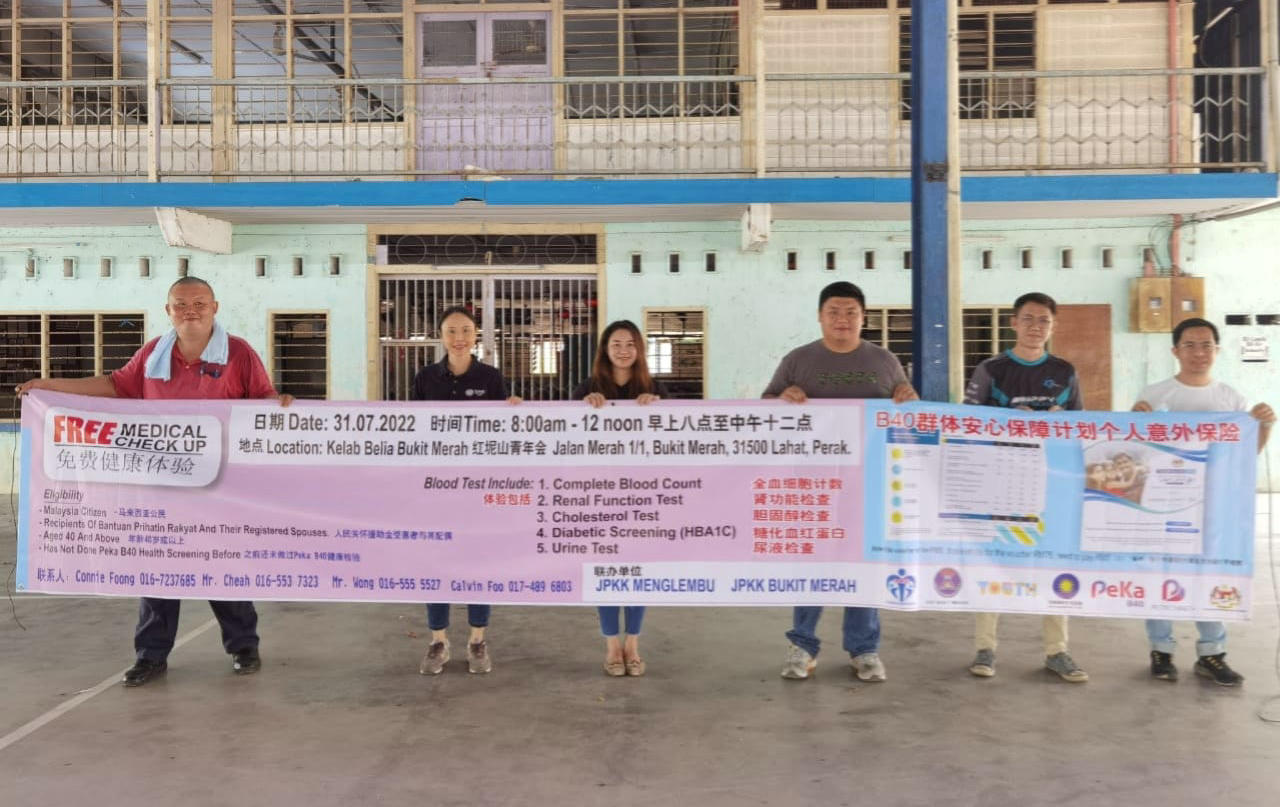 FREE MEDICAL
CHECK UP
免费健康体验
日期 Date: 31.07.2022 时间Time: 8:00am - 12 noon 早上八点至中午十二点
地点 Location: Kelab Belia Bukit Merah 红坭山青年会 Jalan Merah 1/1, Bukit Merah, 31500 Lahat, Perak.
Eligibility
- Malaysia Citizen - 马来西亚公民
- Recipients Of Bantuan Prihatin Rakyat And Their Registered Spouses. 人民关怀援助金受惠者与其配偶
- Aged 40 And Above 年龄40岁或以上
- Has Not Done Peka B40 Health Screening Before 之前还未做过Peka B40健康检验
联系人: Connie Foong 016-7237685 Mr. Cheah 016-553 7323 Mr. Wong 016-555 5527 Calvin Foo 017-489 6803
Blood Test Include: 1. Complete Blood Count 全血细胞计数
体验包括 2. Renal Function Test 肾功能检查
3. Cholesterol Test 胆固醇检查
4. Diabetic Screening (HBA1C) 糖化血红蛋白
5. Urine Test 尿液检查
联办单位
JPKK MENGLEMBU JPKK BUKIT MERAH
B40群体安心保障计划个人意外保险
YOUTH
PeKa
B40